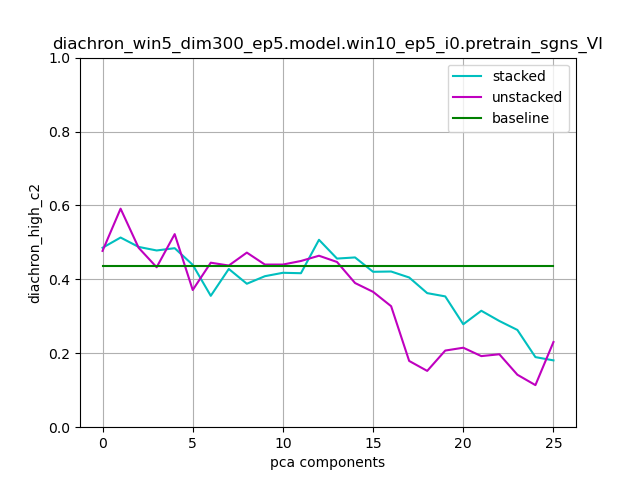 diachron_win5_dim300_ep5.model.win10_ep5_i0.pretrain_sgns_VI
stacked
unstacked
baseline
diachron_high_c2
1.0
0.8
0.6
0.4
0.2
0.0
0 5 10 15 20 25
pca components